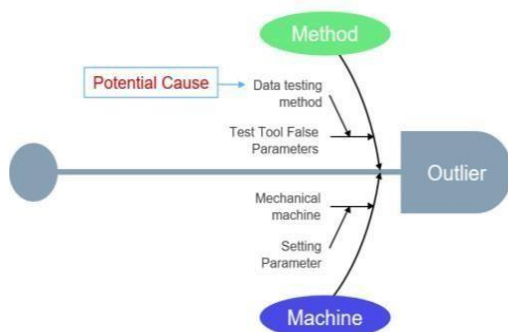 Method
Potential Cause
Data testing
method
Test Tool False
Parameters
Outlier
Mechanical
machine
Setting
Parameter
Machine